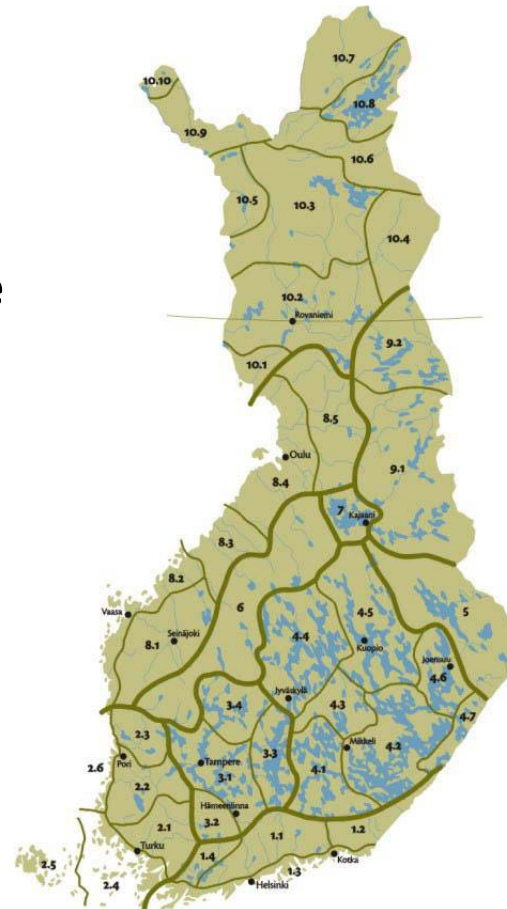 10.7
10.10
10.8
10.9
10.6
10.5
10.3
10.4
e
10.2
Rovaniemi
9.2
10.1
8.5
Oulu
9.1
8.4
7
Kajaani
8.3
8.2
6
4.5
5
Vaasa
Seinäjoki
8.1
4.4
Kuopio
Joensuu
4.6
Jyväskylä
3.4
4.3
4.7
2.3
Mikkeli
4.2
3.3
Pori
Tampere
2.6
3.1
4.1
2.2
Hämeenlinna
2.1
3.2
1.1
1.2
Turku
1.4
Kotka
2.5
1.3
2.4
Helsinki